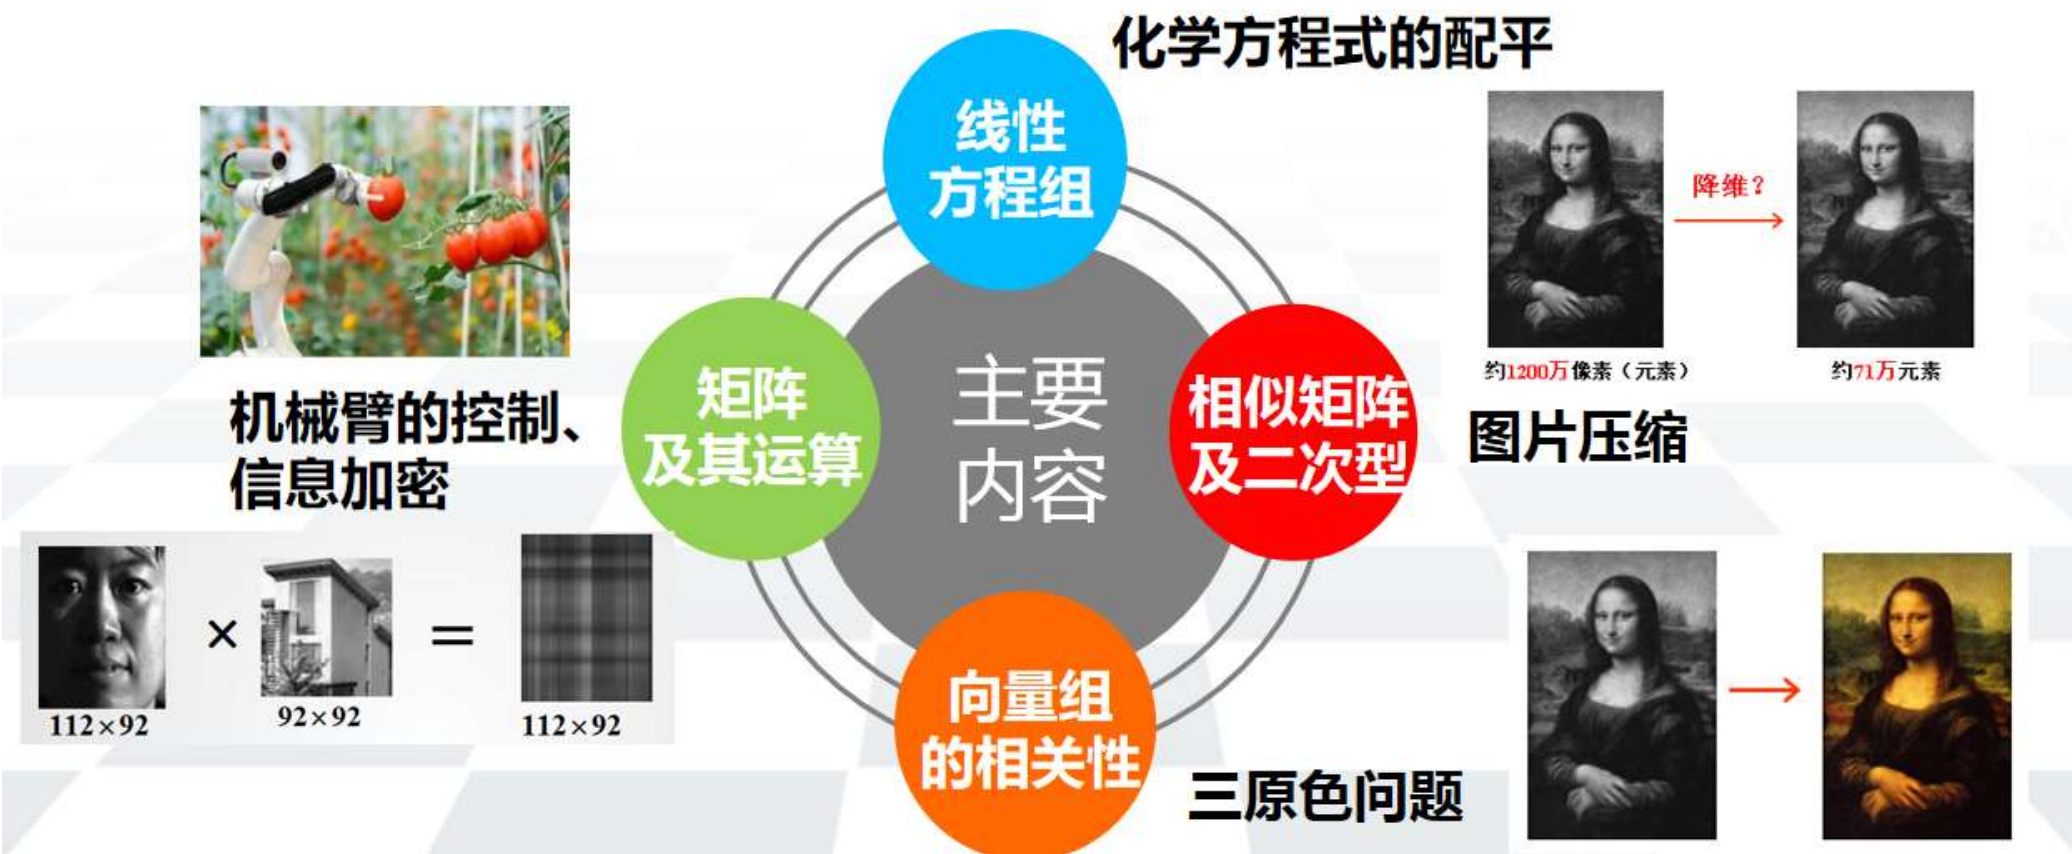 化学方程式的配平
线性
方程组
降维?
约1200万像素（元素）
约71万元素
图片压缩
机械臂的控制、
信息加密
矩阵
及其运算
主要
内容
相似矩阵
及二次型
×
=
112×92
92×92
112×92
向量组
的相关性
三原色问题